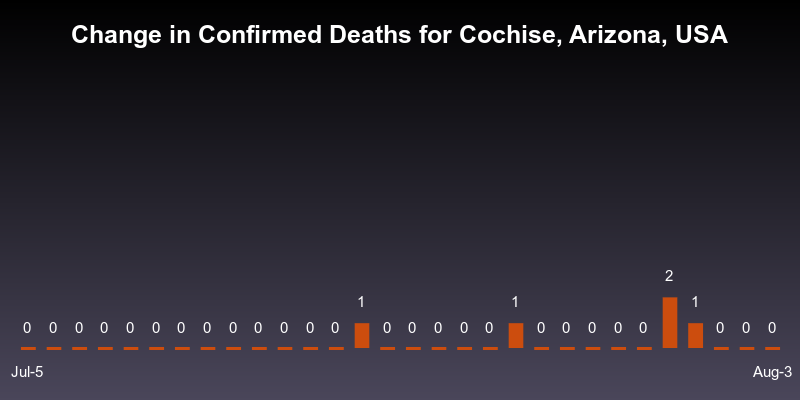 Change in Confirmed Deaths for Cochise, Arizona, USA
2
1 1 1
0 0 0 0 0 0 0 0 0 0 0 0 0 0 0 0 0 0 0 0 0 0 0 0 0 0
Jul-5 Aug-3